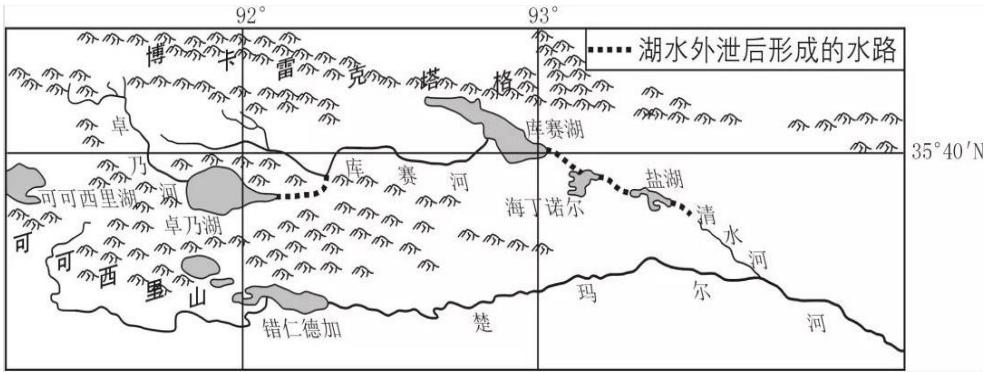 92°
93°
博卡雷克塔格
湖水外泄后形成的水路
卓乃河
库赛湖
35°40′N
库赛河
可可西里湖
海丁诺尔
盐湖
卓乃湖
清水河
可可西里山
错仁德加
楚玛尔河